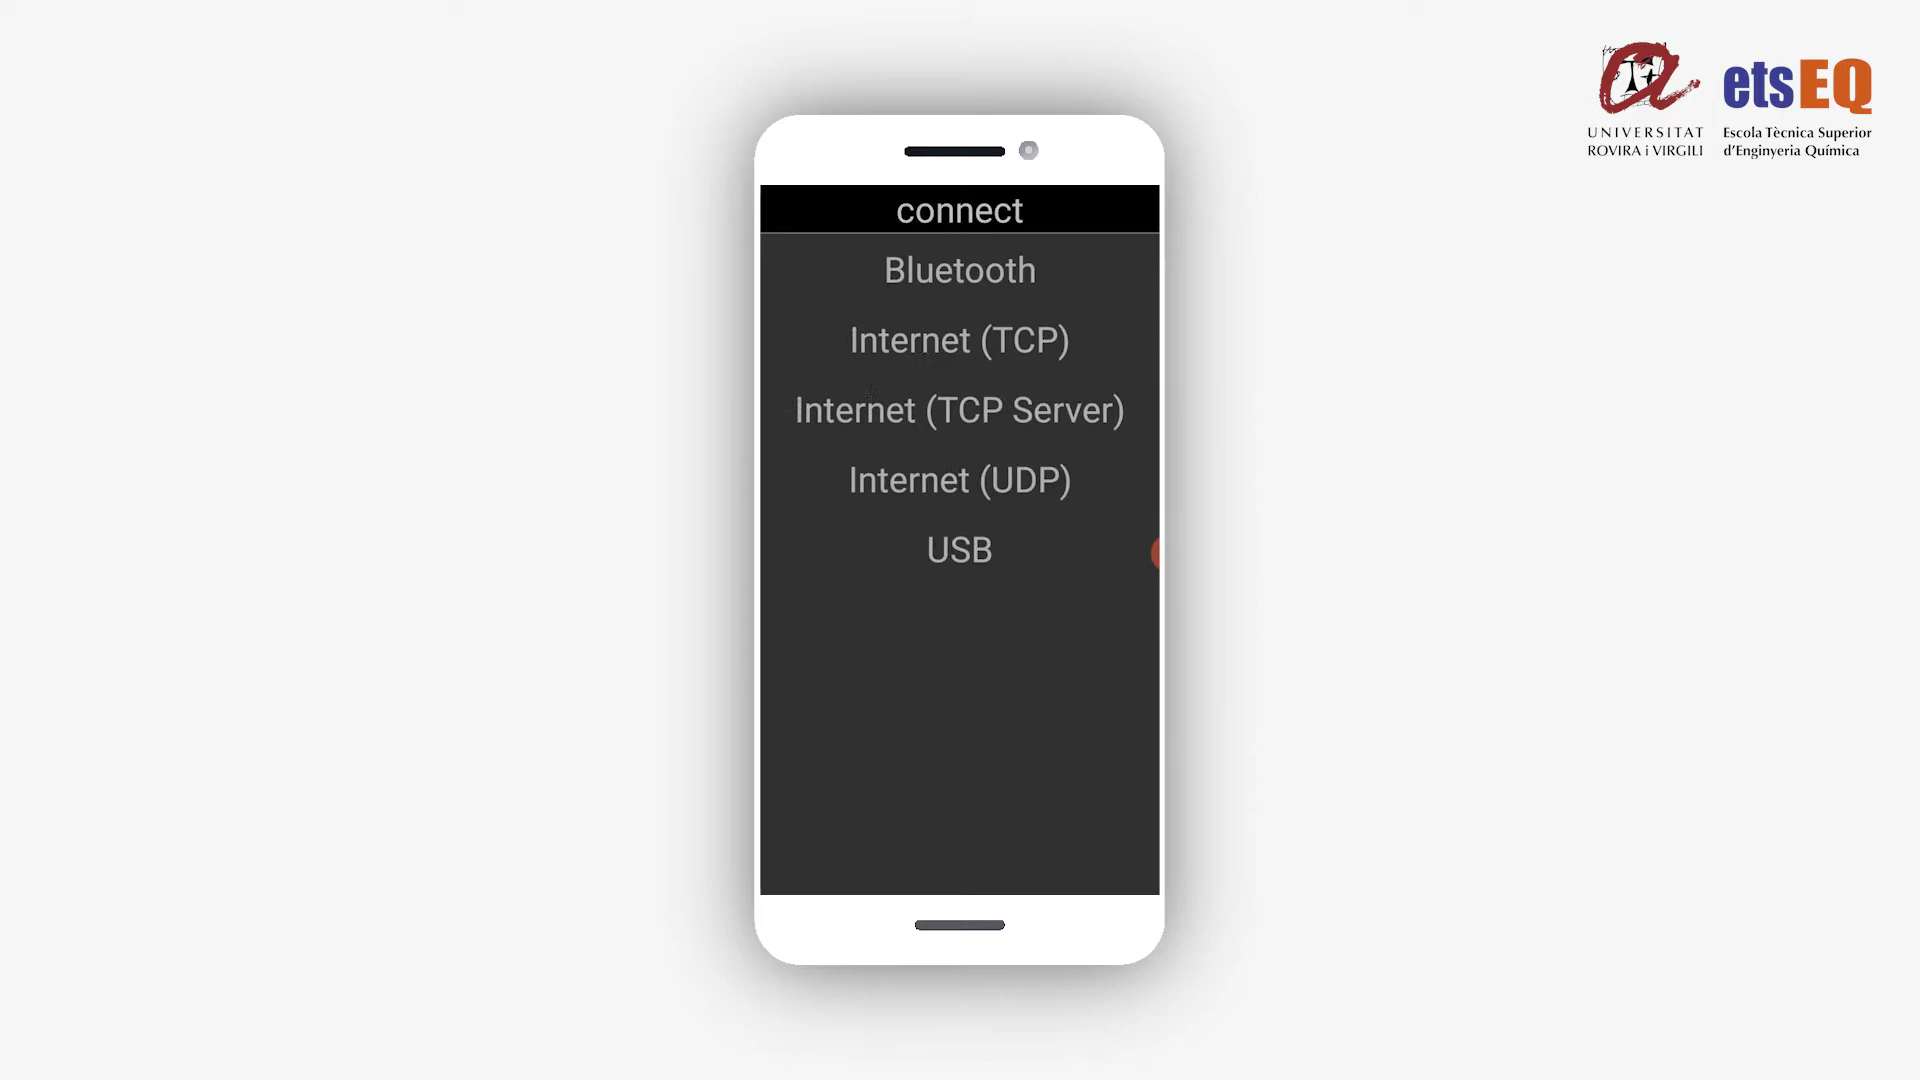 connect
Bluetooth
Internet (TCP)
Internet (TCP Server)
Internet (UDP)
USB
UNIVERSITAT
ROVIRA i VIRGILI
etsEQ
Escola Tècnica Superior
d'Enginyeria Química